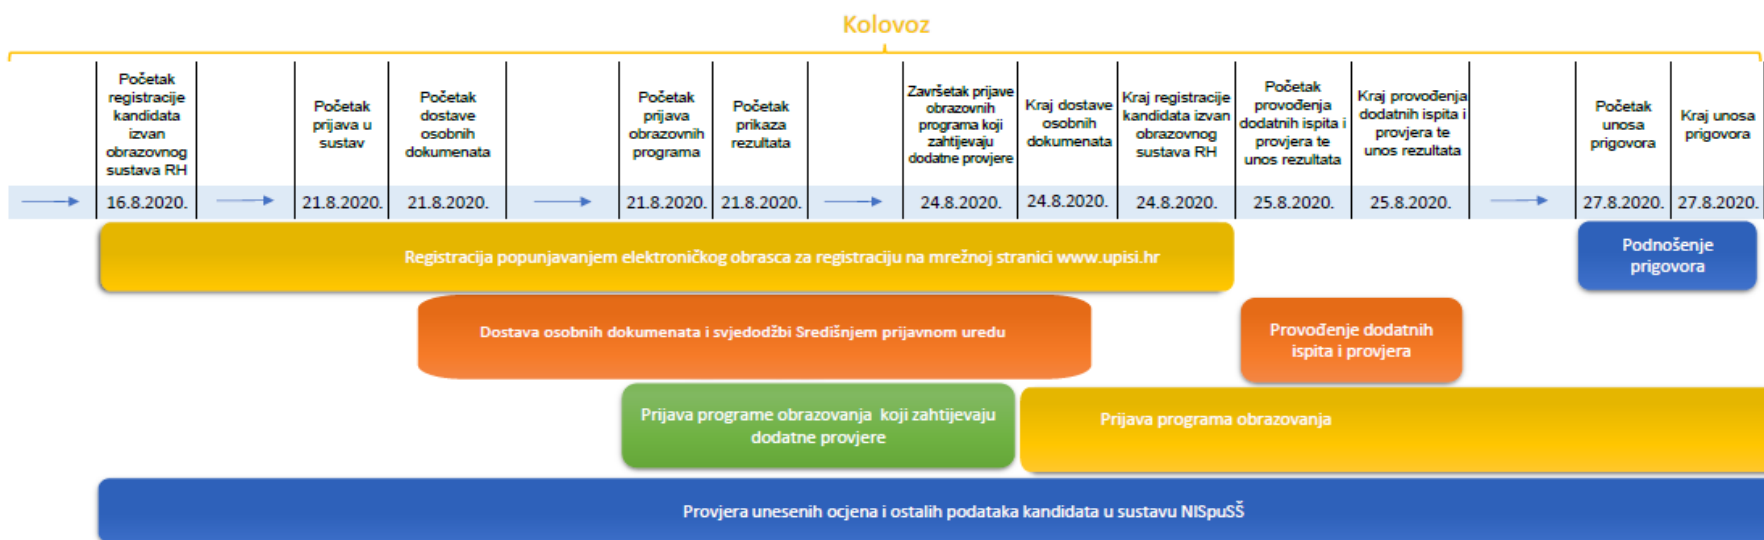 Kolovoz
Početak
registracije
kandidata
izvan
obrazovnog
sustava RH
Početak
prijava u
sustav
Početak
dostave
osobnih
dokumenata
Početak
prijava
obrazovnih
programa
Početak
prikaza
rezultata
Završetak prijave
obrazovnih
programa koji
zahtijevaju
dodatne provjere
Kraj dostave
osobnih
dokumenata
Kraj registracije
kandidata izvan
obrazovnog
sustava RH
Početak
provođenja
dodatnih ispita i
provjera te
unos rezultata
Kraj provođenja
dodatnih ispita i
provjera te
unos rezultata
Početak
unosa
prigovora
Kraj unosa
prigovora
16.8.2020.
21.8.2020.
21.8.2020.
21.8.2020.
21.8.2020.
24.8.2020.
24.8.2020.
24.8.2020.
25.8.2020.
25.8.2020.
27.8.2020.
27.8.2020.
Registracija popunjavanjem elektroničkog obrasca za registraciju na mrežnoj stranici www.upisi.hr
Podnošenje
prigovora
Dostava osobnih dokumenata i svjedodžbi Središnjem prijavnom uredu
Provođenje dodatnih
ispita i provjera
Prijava programe obrazovanja koji zahtijevaju
dodatne provjere
Prijava programa obrazovanja
Provjera unesenih ocjena i ostalih podataka kandidata u sustavu NISpuSŠ